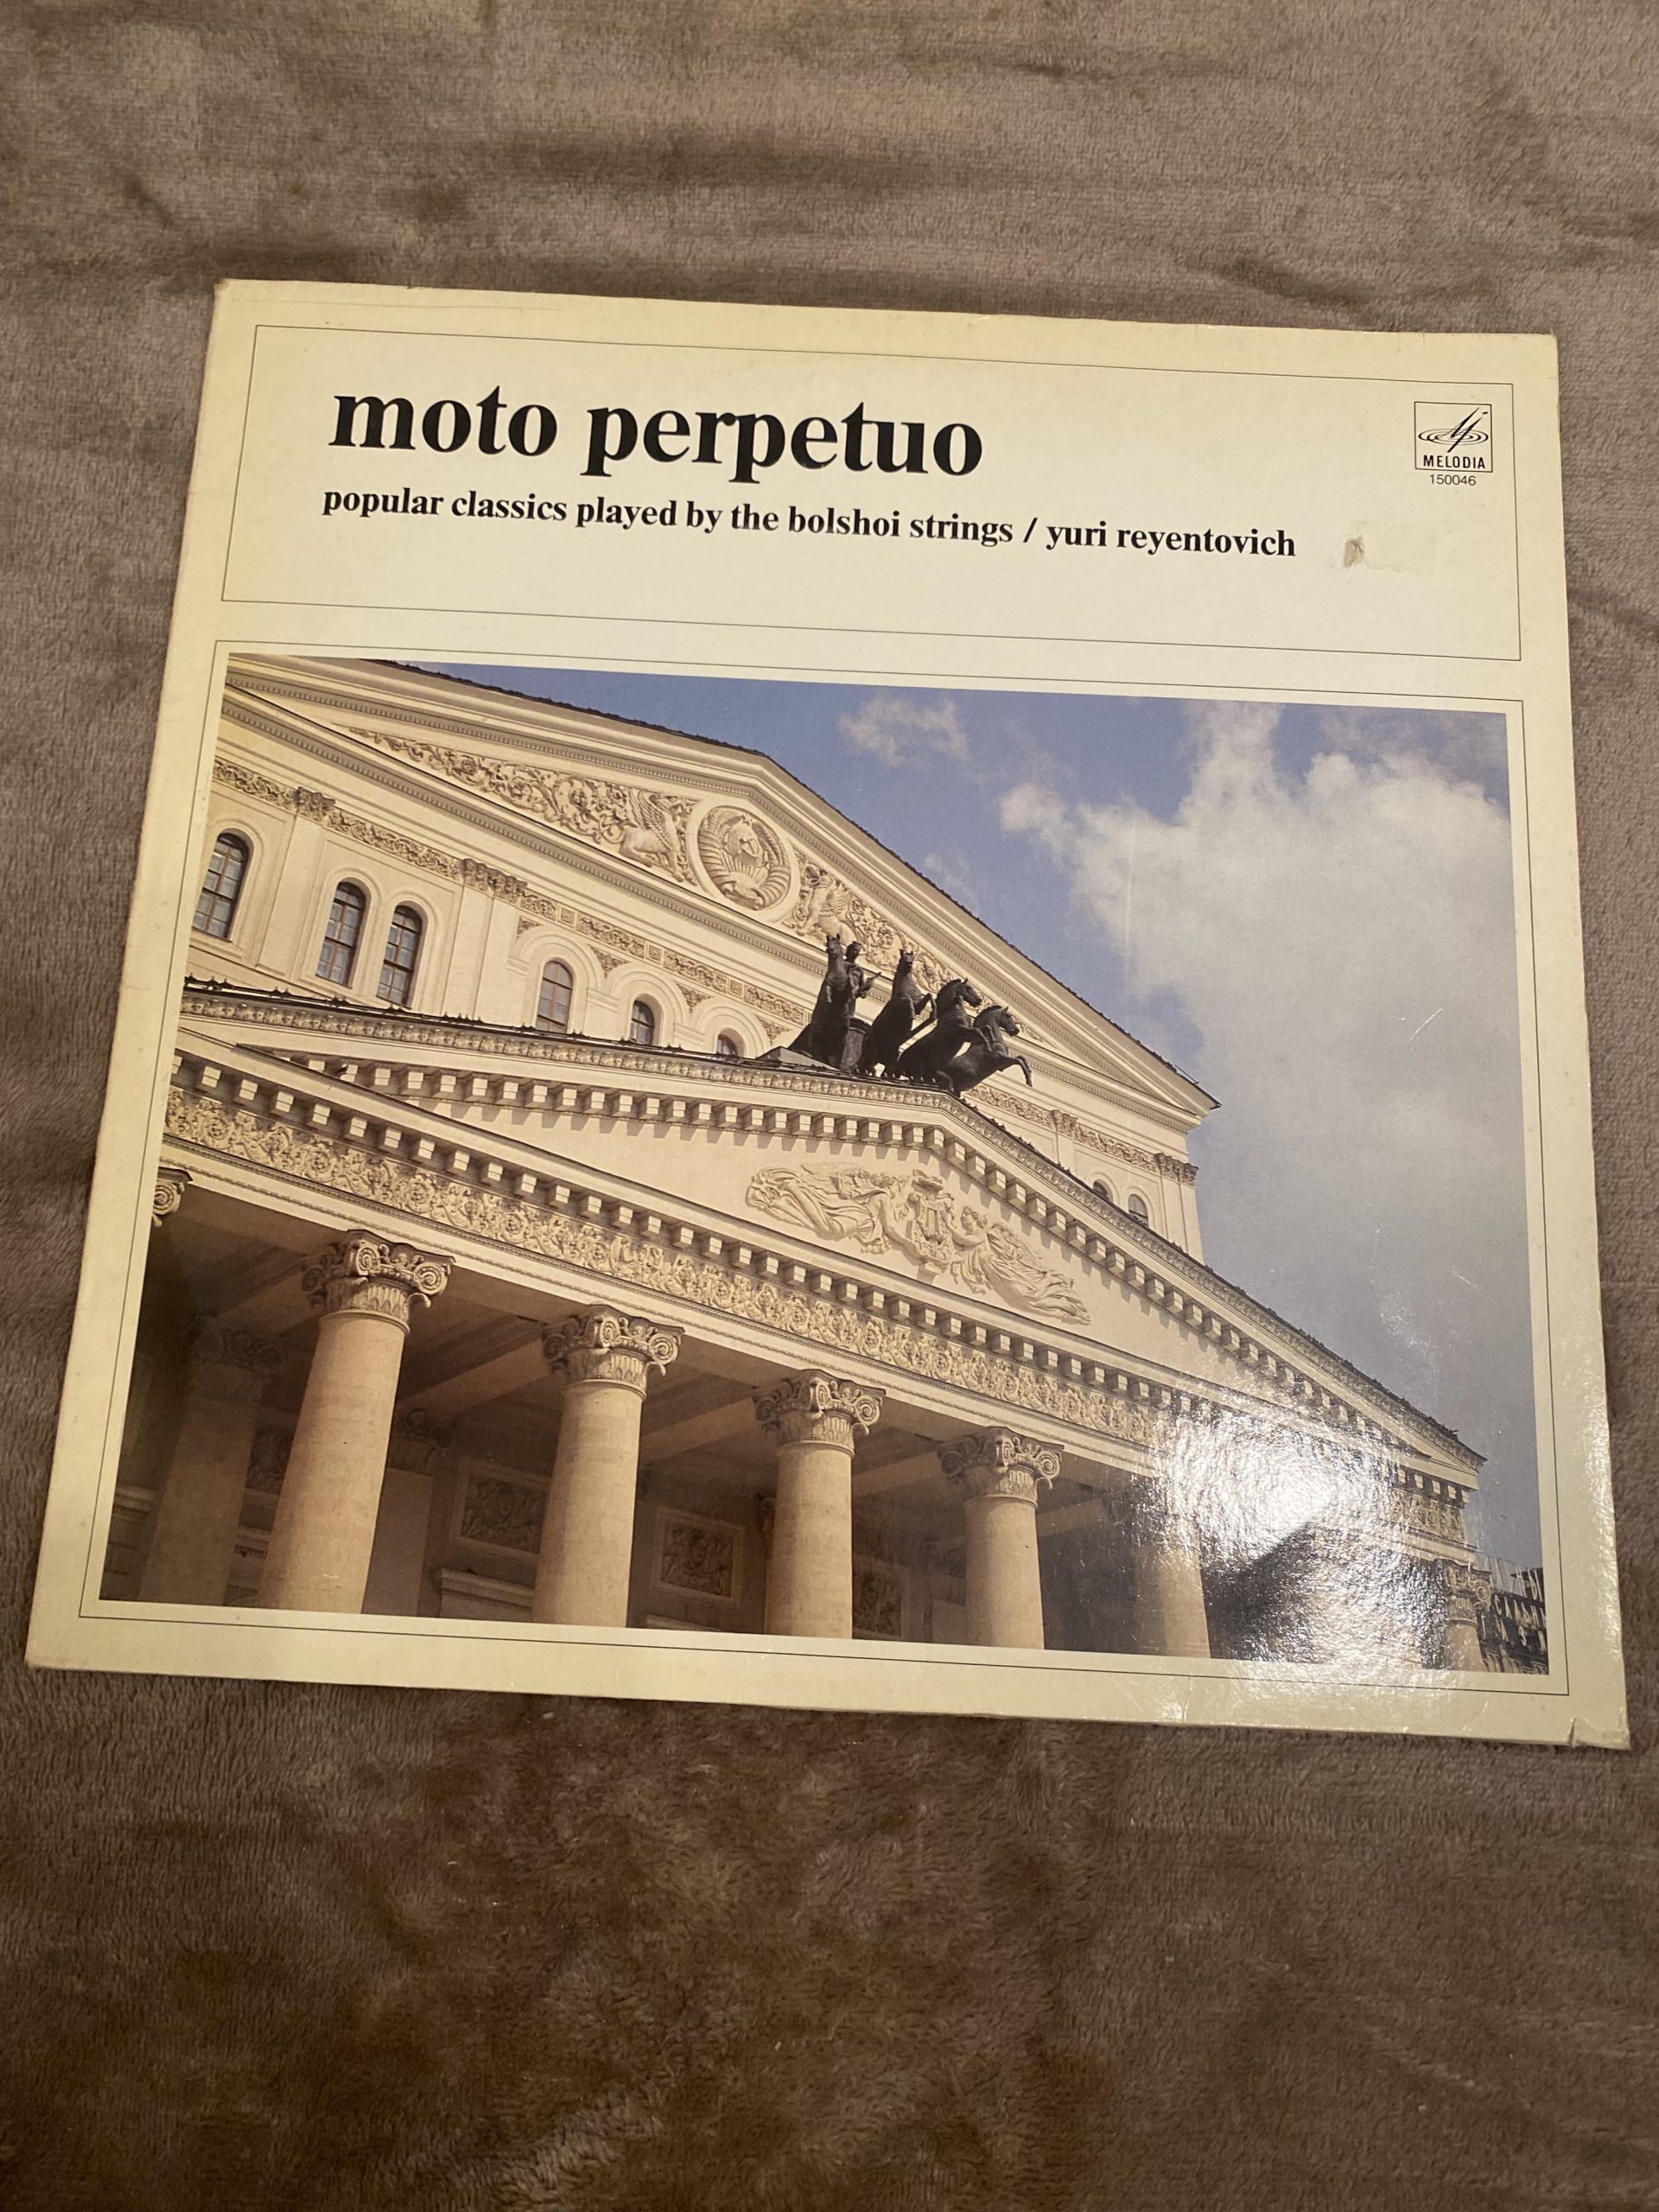 moto perpetuo
MELODIA
150046
popular classics played by the bolshoi strings / yuri reyentovich